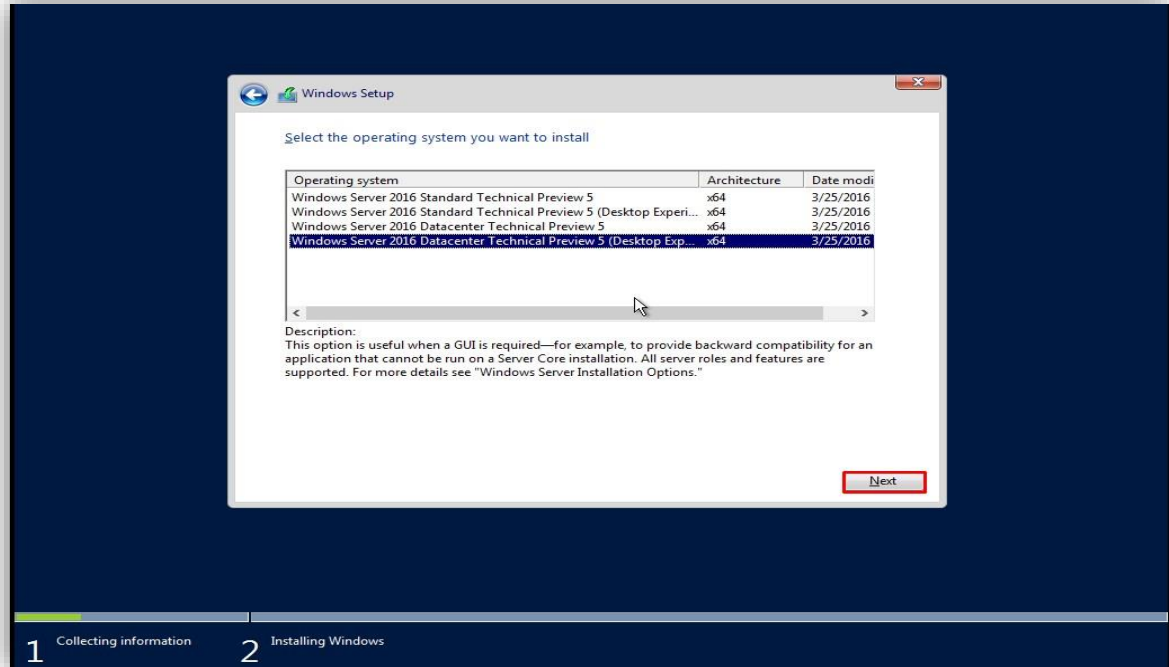 Windows Setup
Select the operating system you want to install
Operating system Architecture Date modi
Windows Server 2016 Standard Technical Preview 5 x64 3/25/2016
Windows Server 2016 Standard Technical Preview 5 (Desktop Experi... x64 3/25/2016
Windows Server 2016 Datacenter Technical Preview 5 x64 3/25/2016
Windows Server 2016 Datacenter Technical Preview 5 (Desktop Exp... x64 3/25/2016
Description:
This option is useful when a GUI is required—for example, to provide backward compatibility for an
application that cannot be run on a Server Core installation. All server roles and features are
supported. For more details see "Windows Server Installation Options."
Next
1 Collecting information 2 Installing Windows